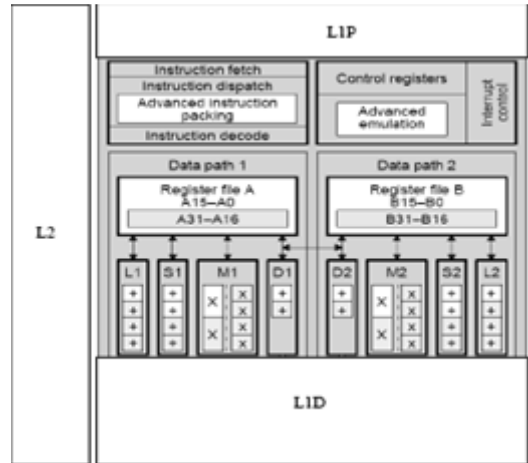 L1P
Instruction fetch
Instruction dispatch
Advanced instruction
packing
Instruction decode
Control registers
Advanced
emulation
Interrupt
control
L2
Data path 1
Register file A
A15–A0
A31–A16
Data path 2
Register file B
B15–B0
B31–B16
L1 S1 M1 D1 D2 M2 S2 L2
+ + X X + + X X + +
+ + X + + X + +
+ + X X X X + +
+ + X X + +
L1D